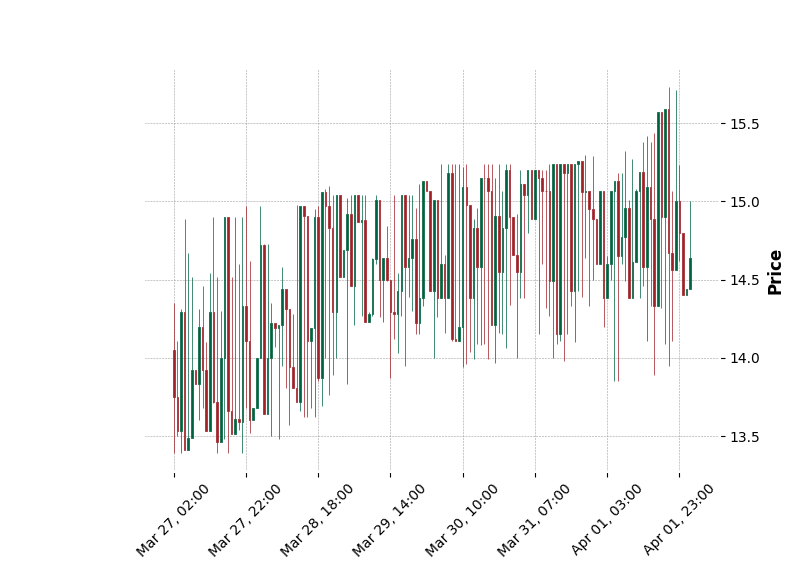 15.5
15.0
14.5
14.0
13.5
Price
Mar 27, 02:00
Mar 27, 22:00
Mar 28, 18:00
Mar 29, 14:00
Mar 30, 10:00
Mar 31, 07:00
Apr 01, 03:00
Apr 01, 23:00